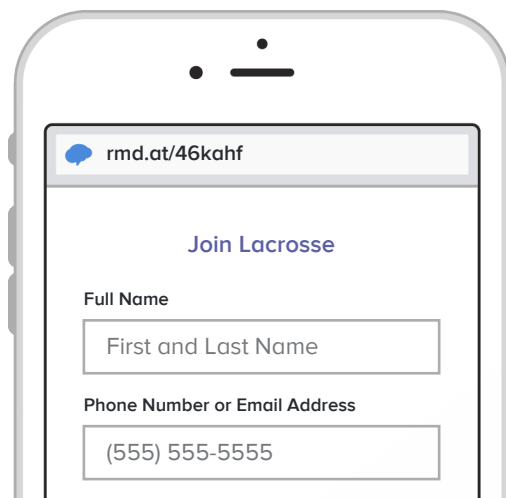 rmd.at/46kahf
Join Lacrosse
Full Name
First and Last Name
Phone Number or Email Address
(555) 555-5555